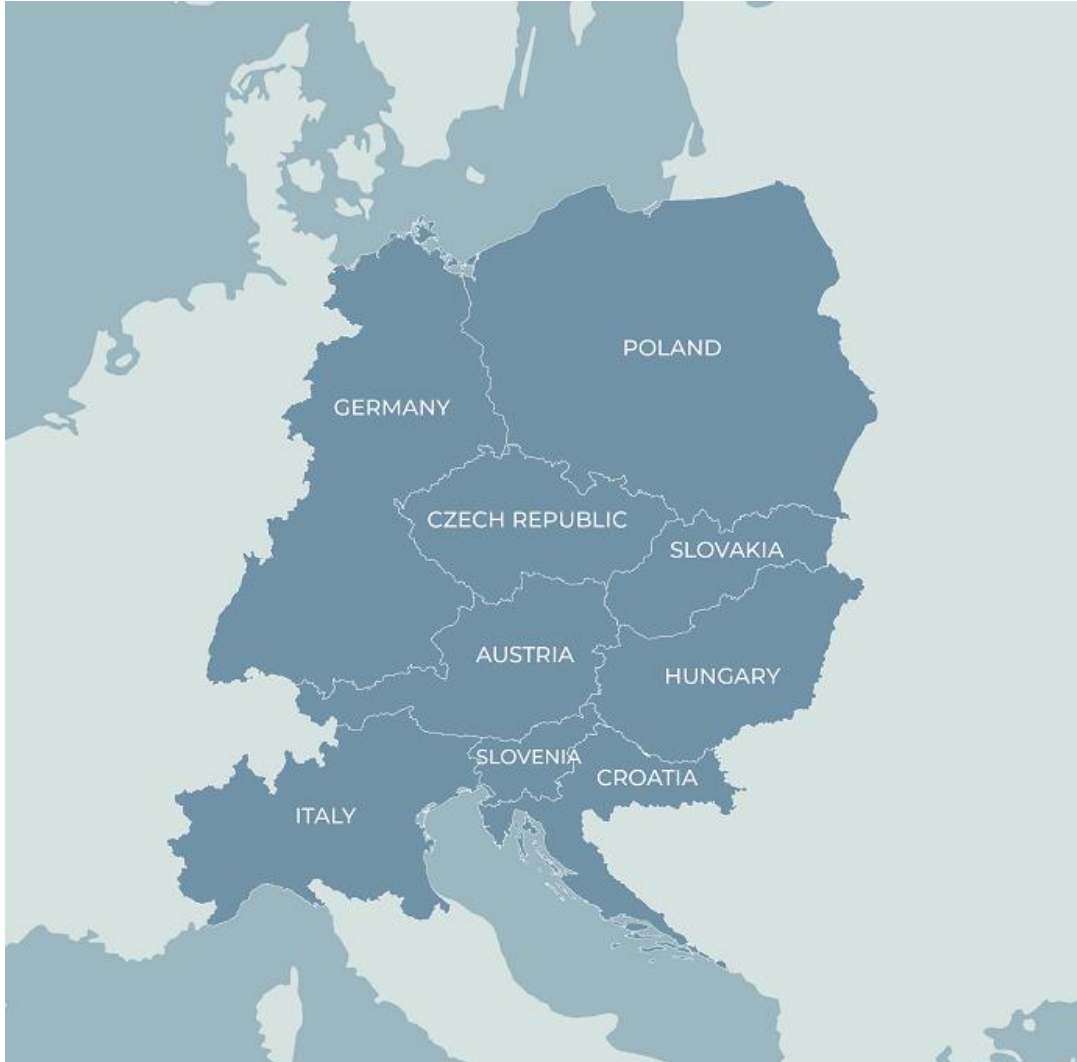 POLAND
GERMANY
CZECH REPUBLIC
SLOVAKIA
AUSTRIA
HUNGARY
SLOVENIA
CROATIA
ITALY